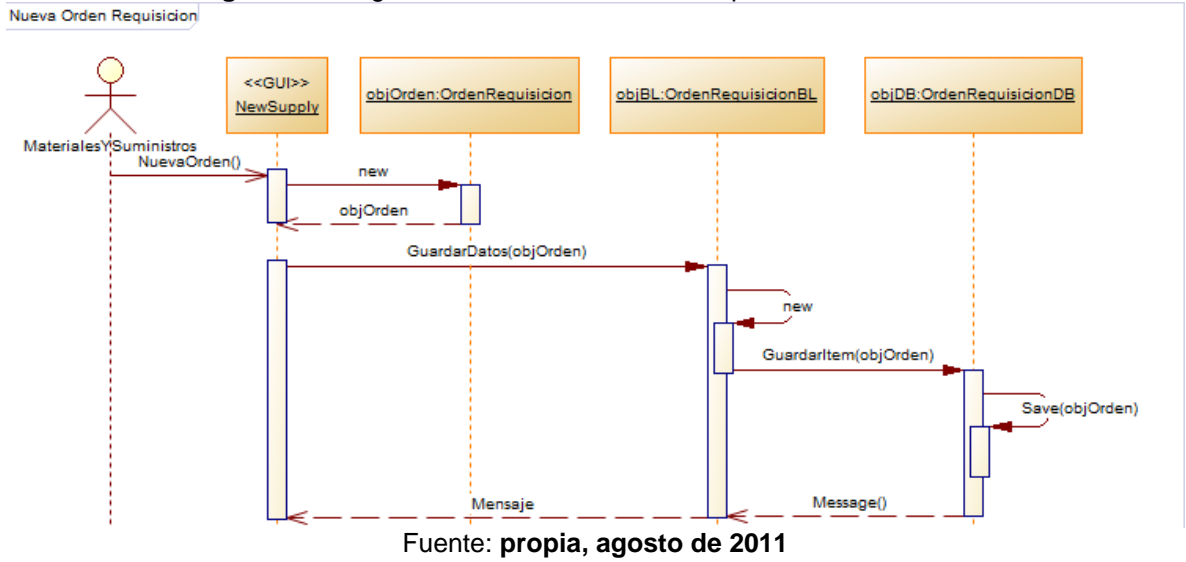 Nueva Orden Requisicion
<<GUI>>
NewSupply
objOrden:OrdenRequisicion
objBL:OrdenRequisicionBL
objDB:OrdenRequisicionDB
MaterialesYSuministros
NuevaOrden()
new
objOrden
GuardarDatos(objOrden)
new
GuardarItem(objOrden)
Save(objOrden)
Mensaje
Message()
Fuente: propia, agosto de 2011